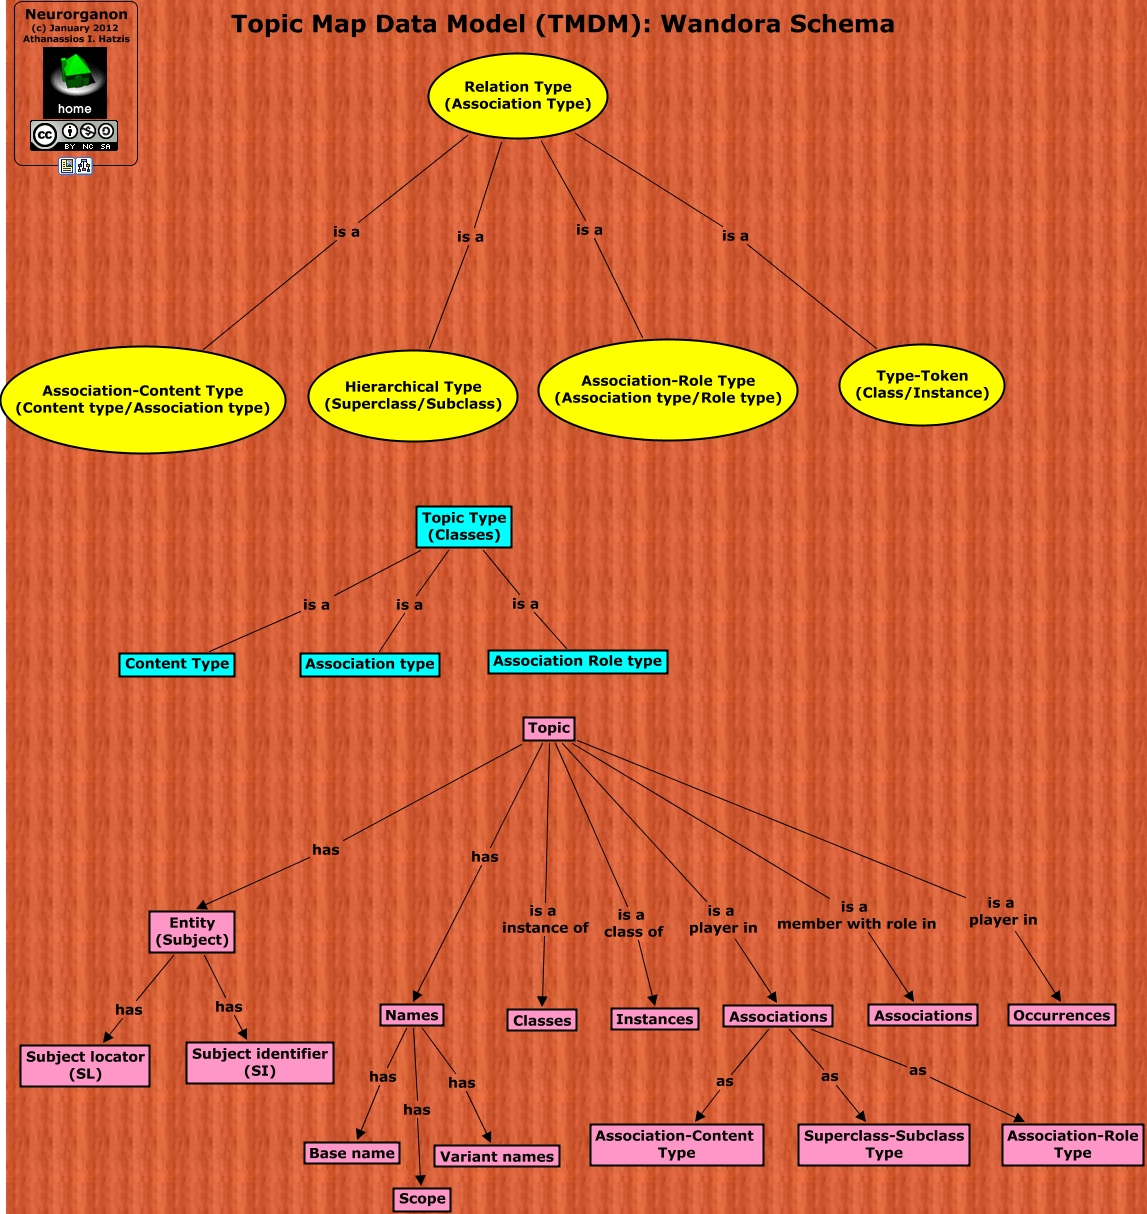 Neurorganon
(c) January 2012
Athanassios I. Hatzis
home
cc
BY NC SA
Topic Map Data Model (TMDM): Wandora Schema
Relation Type
(Association Type)
is a
is a
is a
is a
Association-Content Type
(Content type/Association type)
Hierarchical Type
(Superclass/Subclass)
Association-Role Type
(Association type/Role type)
Type-Token
(Class/Instance)
Topic Type
(Classes)
is a
is a
is a
Content Type
Association type
Association Role type
Topic
has
has
is a
instance of
is a
class of
is a
player in
is a
member with role in
is a
player in
Entity
(Subject)
has
has
Subject locator
(SL)
Subject identifier
(SI)
Names
Classes
Instances
Associations
Associations
Occurrences
has
has
has
as
as
as
Base name
Variant names
Scope
Association-Content
Type
Superclass-Subclass
Type
Association-Role
Type